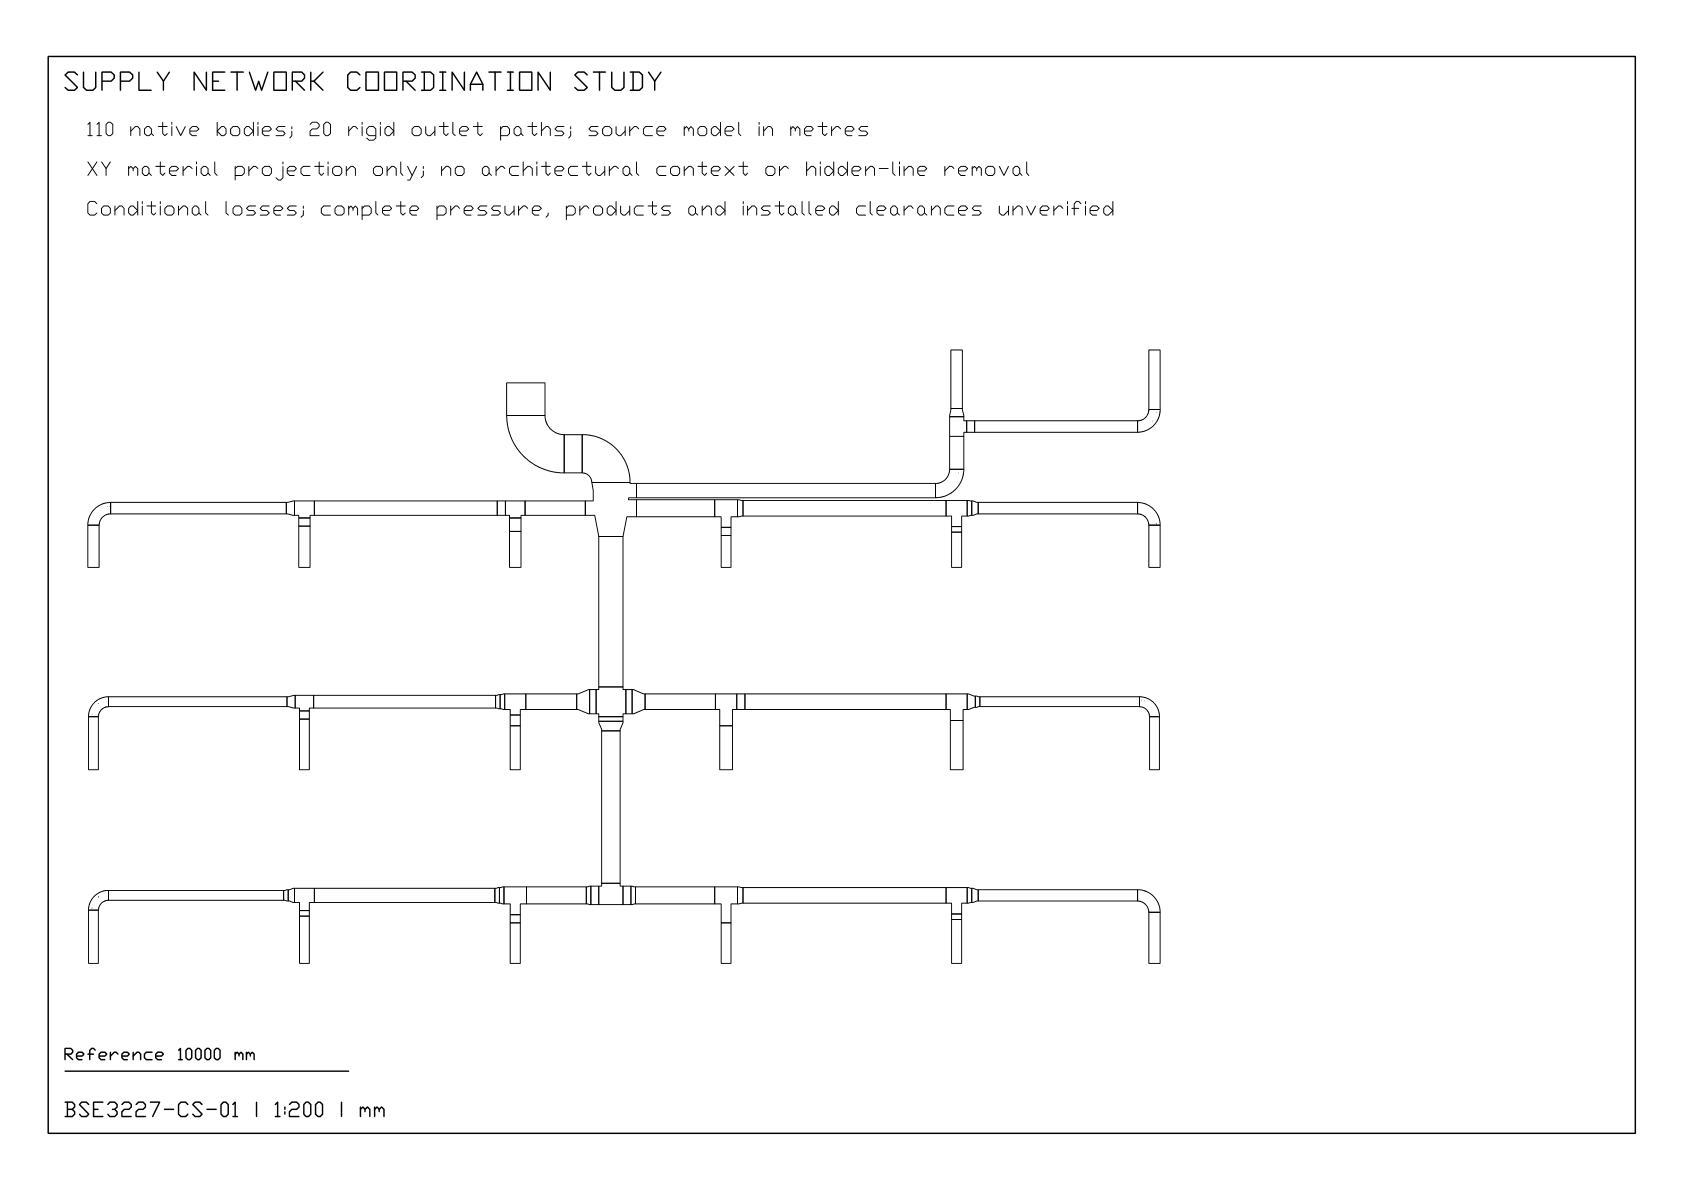 SUPPLY NETWORK COORDINATION STUDY
110 native bodies; 20 rigid outlet paths; source model in metres
XY material projection only; no architectural context or hidden-line removal
Conditional losses; complete pressure, products and installed clearances unverified
Reference 10000 mm
BSE3227-CS-01 | 1:200 | mm